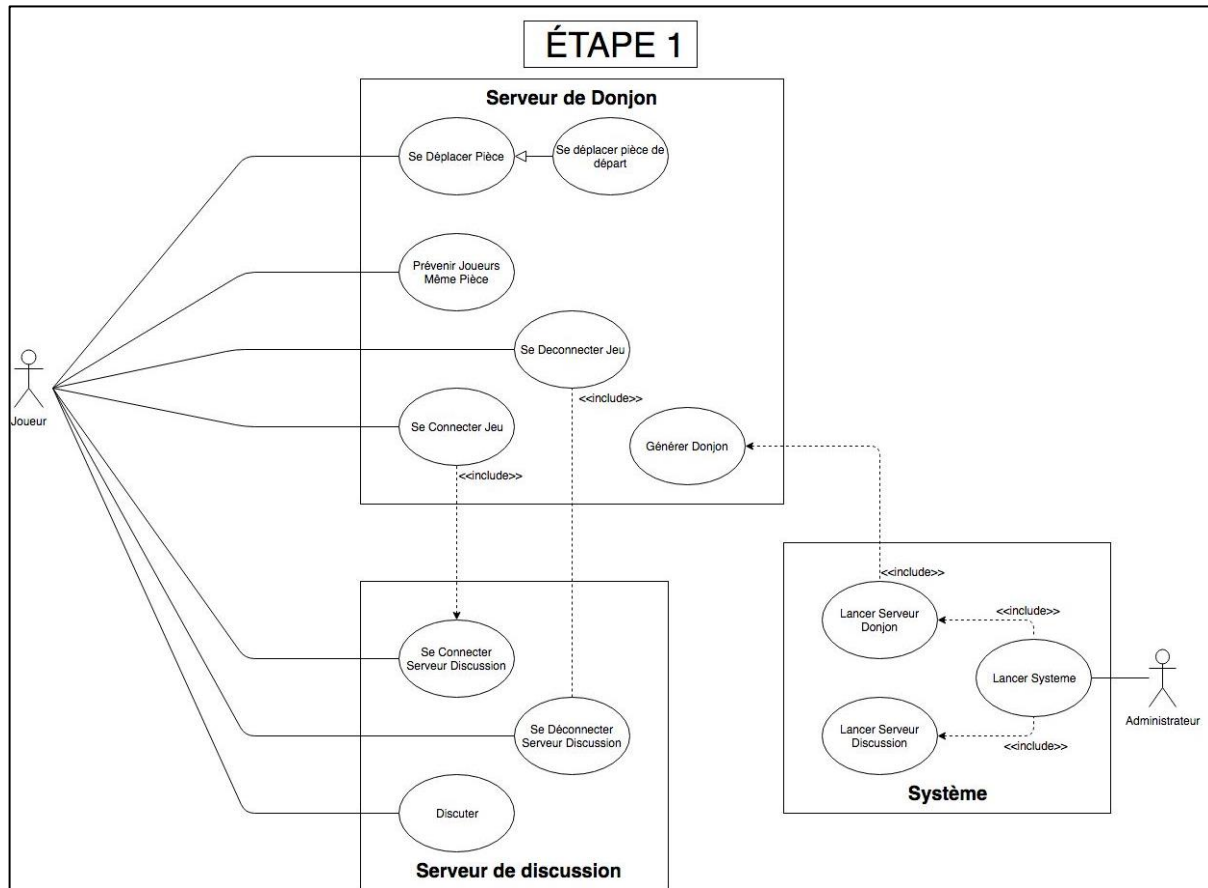 ÉTAPE 1
Serveur de Donjon
Se Déplacer Pièce
Se déplacer pièce de
départ
Prévenir Joueurs
Même Pièce
Se Deconnecter Jeu
<<include>>
Joueur
Se Connecter Jeu
<<include>>
Générer Donjon
<<include>>
Lancer Serveur
Donjon
<<include>>
Se Connecter
Serveur Discussion
Lancer Systeme
Administrateur
Se Déconnecter
Serveur Discussion
Lancer Serveur
Discussion
<<include>>
Système
Discuter
Serveur de discussion